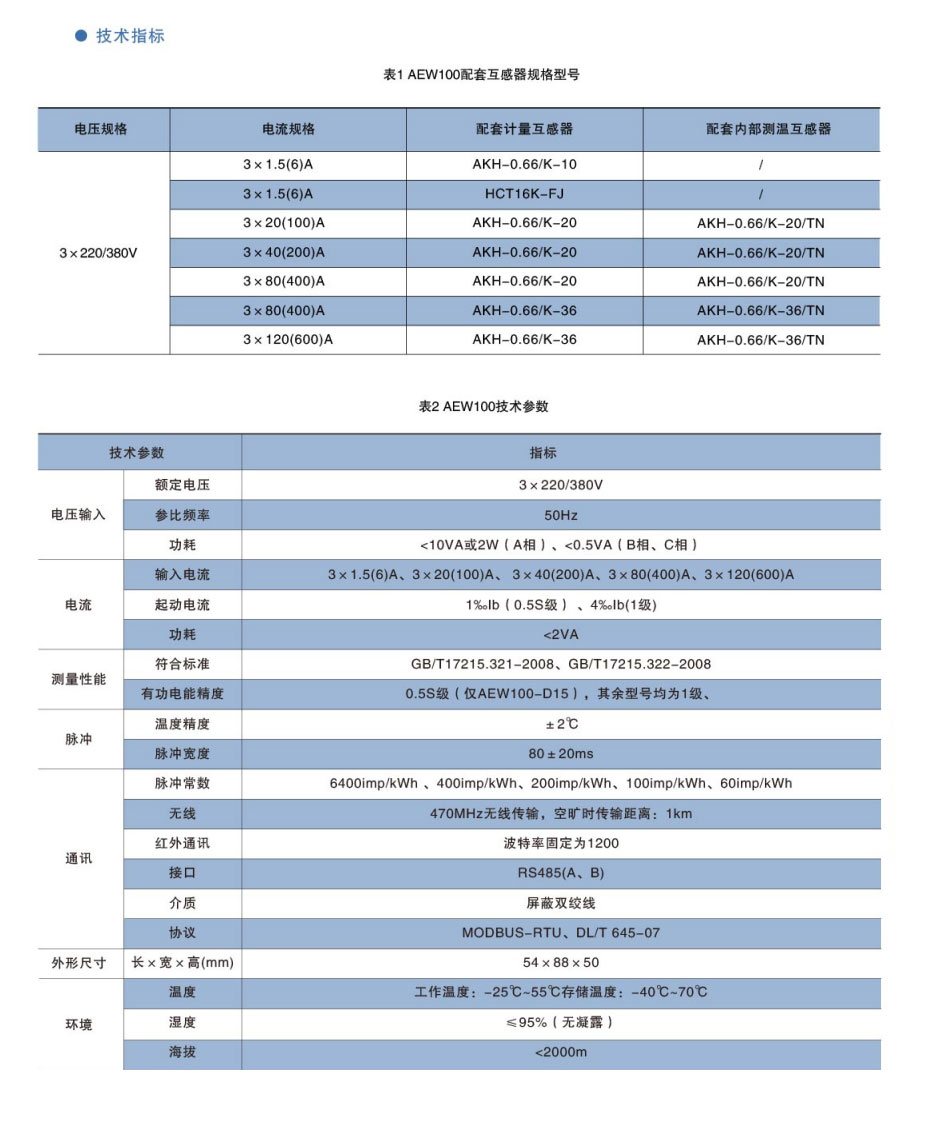 ● 技术指标
表1 AEW100配套互感器规格型号
电压规格 电流规格 配套计量互感器 配套内部测温互感器
3×220/380V
3×1.5(6)A AKH-0.66/K-10 /
3×1.5(6)A HCT16K-FJ /
3×20(100)A AKH-0.66/K-20 AKH-0.66/K-20/TN
3×40(200)A AKH-0.66/K-20 AKH-0.66/K-20/TN
3×80(400)A AKH-0.66/K-20 AKH-0.66/K-20/TN
3×80(400)A AKH-0.66/K-36 AKH-0.66/K-36/TN
3×120(600)A AKH-0.66/K-36 AKH-0.66/K-36/TN
表2 AEW100技术参数
技术参数 指标
电压输入
额定电压 3×220/380V
参比频率 50Hz
功耗 <10VA或2W（A相）、<0.5VA（B相、C相）
电流
输入电流 3×1.5(6)A、3×20(100)A、 3×40(200)A、3×80(400)A、3×120(600)A
起动电流 1‰Ib（0.5S级） 、4‰Ib(1级)
功耗 <2VA
测量性能
符合标准 GB/T17215.321-2008、GB/T17215.322-2008
有功电能精度 0.5S级（仅AEW100-D15），其余型号均为1级、
脉冲
温度精度 ±2℃
脉冲宽度 80±20ms
通讯
脉冲常数 6400imp/kWh 、400imp/kWh、200imp/kWh、100imp/kWh、60imp/kWh
无线 470MHz无线传输，空旷时传输距离：1km
红外通讯 波特率固定为1200
接口 RS485(A、B)
介质 屏蔽双绞线
协议 MODBUS-RTU、DL/T 645-07
外形尺寸 长×宽×高(mm) 54×88×50
环境
温度 工作温度：-25℃~55℃存储温度：-40℃~70℃
湿度 ≤95%（无凝露）
海拔 <2000m